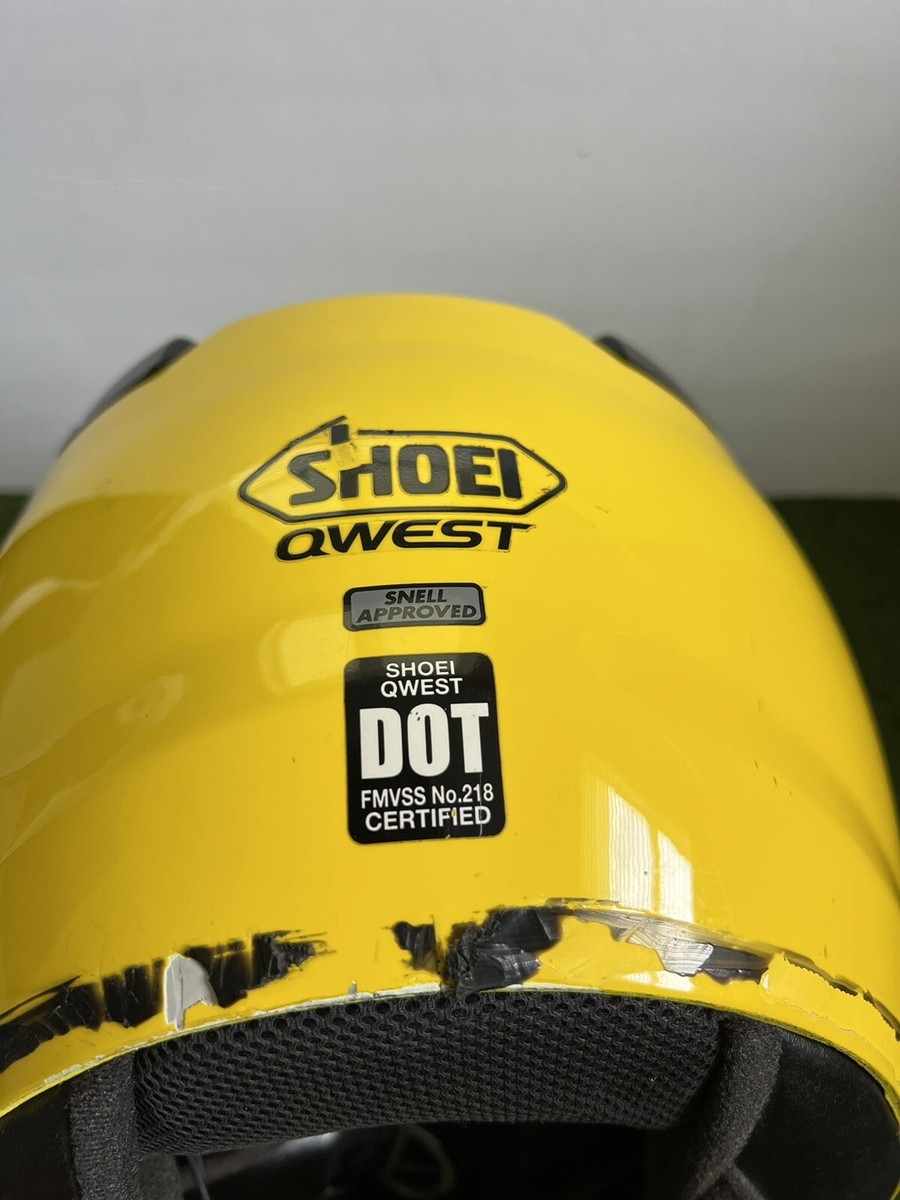 SHOEI
QWEST
SNELL
APPROVED
SHOEI
QWEST
DOT
FMVSS No.218
CERTIFIED